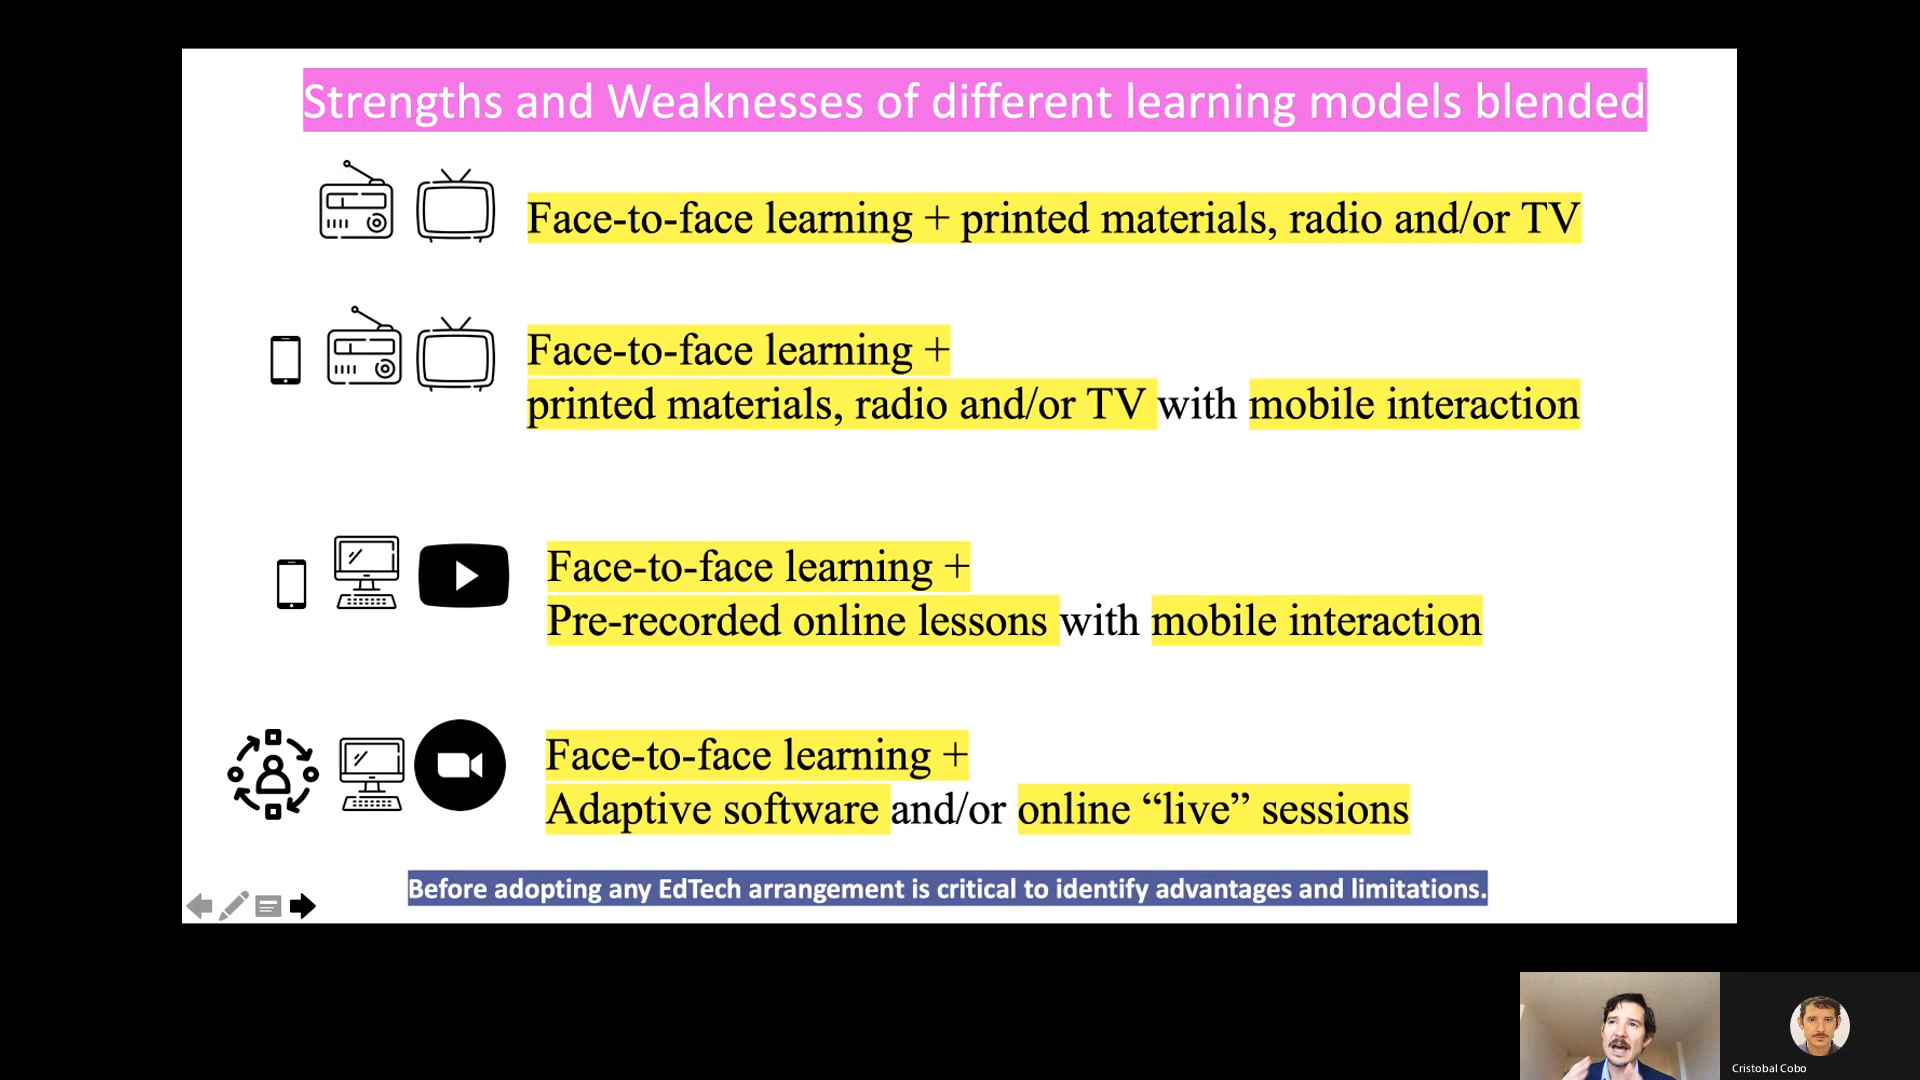 Strengths and Weaknesses of different learning models blended
Face-to-face learning + printed materials, radio and/or TV
Face-to-face learning +
printed materials, radio and/or TV with mobile interaction
Face-to-face learning +
Pre-recorded online lessons with mobile interaction
Face-to-face learning +
Adaptive software and/or online “live” sessions
Before adopting any EdTech arrangement is critical to identify advantages and limitations.
Cristobal Cobo